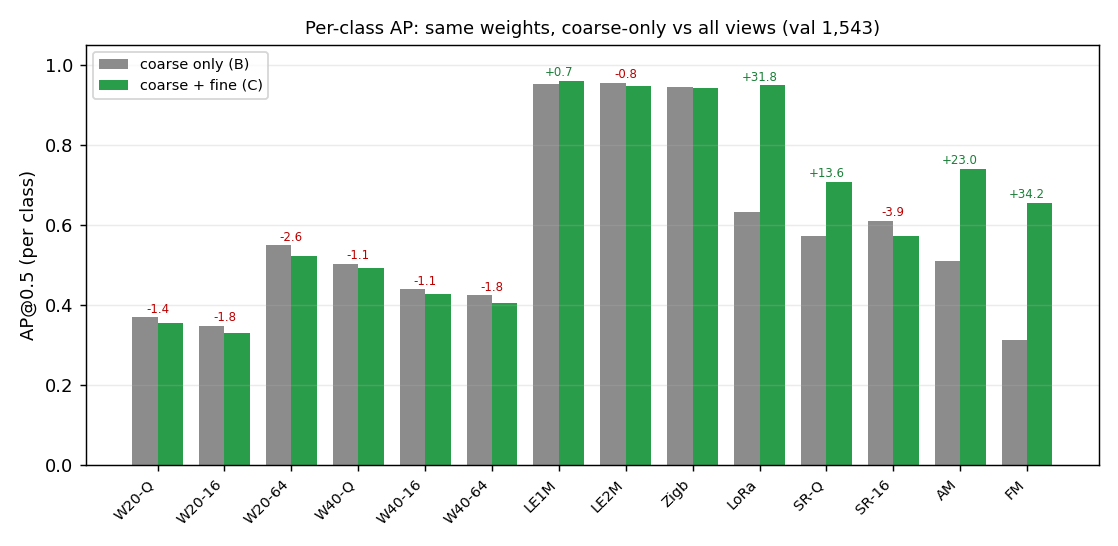 Per-class AP: same weights, coarse-only vs all views (val 1,543)
coarse only (B)
coarse + fine (C)
AP@0.5 (per class)
1.0
0.8
0.6
0.4
0.2
0.0
-1.4
-1.8
-2.6
-1.1
-1.1
-1.8
+0.7
-0.8
+31.8
+13.6
-3.9
+23.0
+34.2
W20-Q
W20-16
W20-64
W40-Q
W40-16
W40-64
LE1M
LE2M
Zigb
LoRa
SR-Q
SR-16
AM
FM